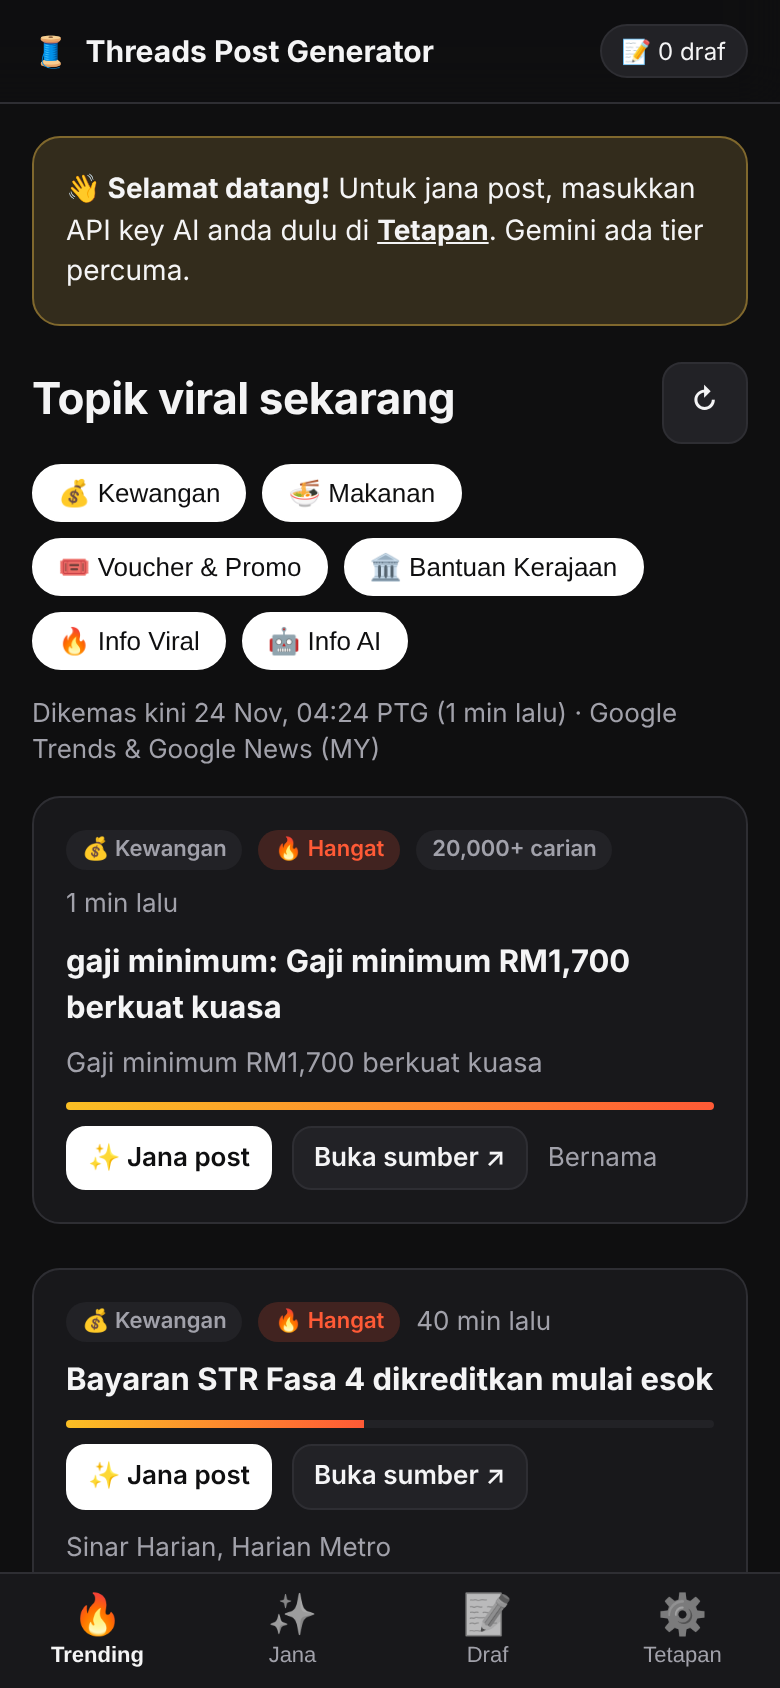 🧵 Threads Post Generator
📝 0 draf
👋 Selamat datang! Untuk jana post, masukkan
API key AI anda dulu di Tetapan. Gemini ada tier
percuma.
Topik viral sekarang
↻
💰 Kewangan
🍜 Makanan
🎟️ Voucher & Promo
🏛️ Bantuan Kerajaan
🔥 Info Viral
🤖 Info AI
Dikemas kini 24 Nov, 04:24 PTG (1 min lalu) · Google
Trends & Google News (MY)
💰 Kewangan
🔥 Hangat
20,000+ carian
1 min lalu
gaji minimum: Gaji minimum RM1,700
berkuat kuasa
Gaji minimum RM1,700 berkuat kuasa
✨ Jana post
Buka sumber ↗
Bernama
💰 Kewangan
🔥 Hangat
40 min lalu
Bayaran STR Fasa 4 dikreditkan mulai esok
✨ Jana post
Buka sumber ↗
Sinar Harian, Harian Metro
🔥 Trending
✨ Jana
📝 Draf
⚙️ Tetapan